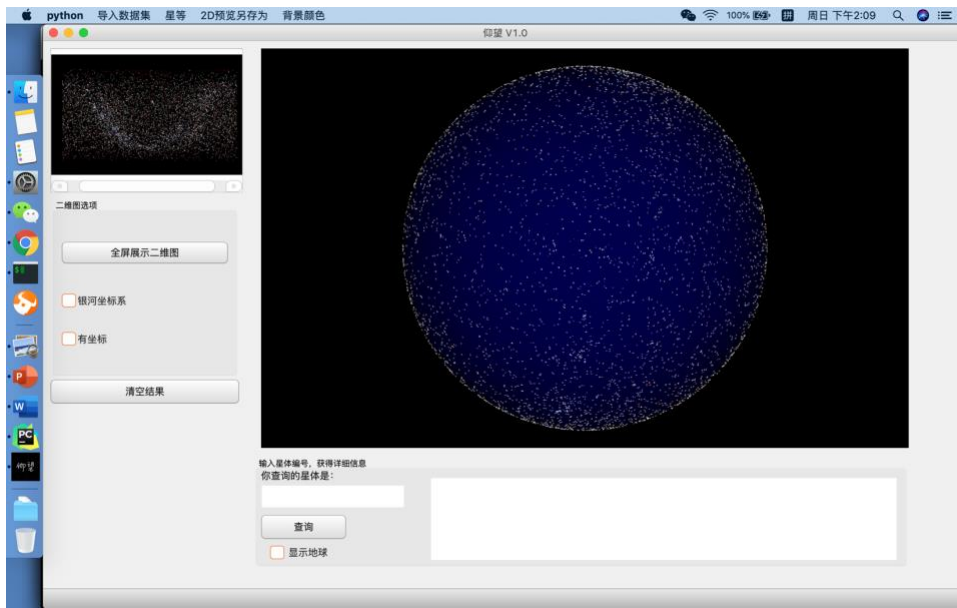 python 导入数据集 星等 2D预览另存为 背景颜色 100% 拼 周日下午2:09
仰望 V1.0
二维图选项
全屏展示二维图
银河坐标系
有坐标
清空结果
输入星体编号，获得详细信息
你查询的星体是：
查询
显示地球
P
W
PC
仰望